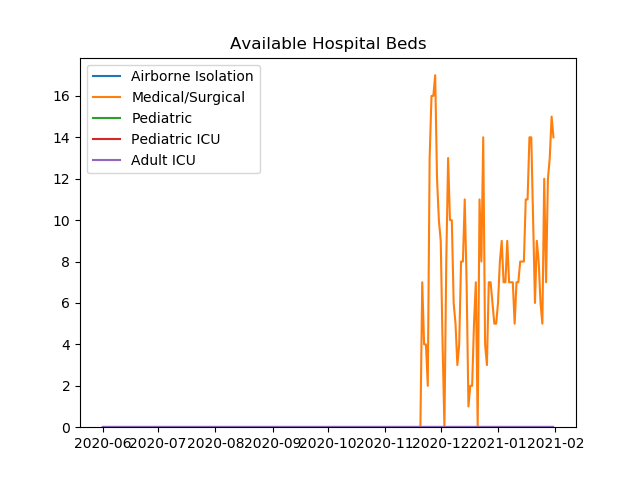 Available Hospital Beds
Airborne Isolation
Medical/Surgical
Pediatric
Pediatric ICU
Adult ICU
16
14
12
10
8
6
4
2
0
2020-06 2020-07 2020-08 2020-09 2020-10 2020-11 2020-12 2021-01 2021-02